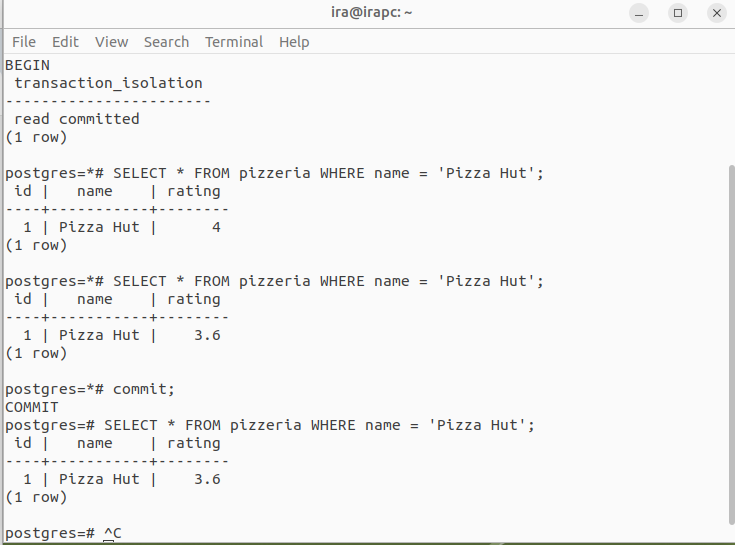 ira@irapc: ~
File Edit View Search Terminal Help
BEGIN
 transaction_isolation
-----------------------
 read committed
(1 row)

postgres=*# SELECT * FROM pizzeria WHERE name = 'Pizza Hut';
 id |   name    | rating
----+-----------+--------
  1 | Pizza Hut |      4
(1 row)

postgres=*# SELECT * FROM pizzeria WHERE name = 'Pizza Hut';
 id |   name    | rating
----+-----------+--------
  1 | Pizza Hut |    3.6
(1 row)

postgres=*# commit;
COMMIT
postgres=# SELECT * FROM pizzeria WHERE name = 'Pizza Hut';
 id |   name    | rating
----+-----------+--------
  1 | Pizza Hut |    3.6
(1 row)

postgres=# ^C